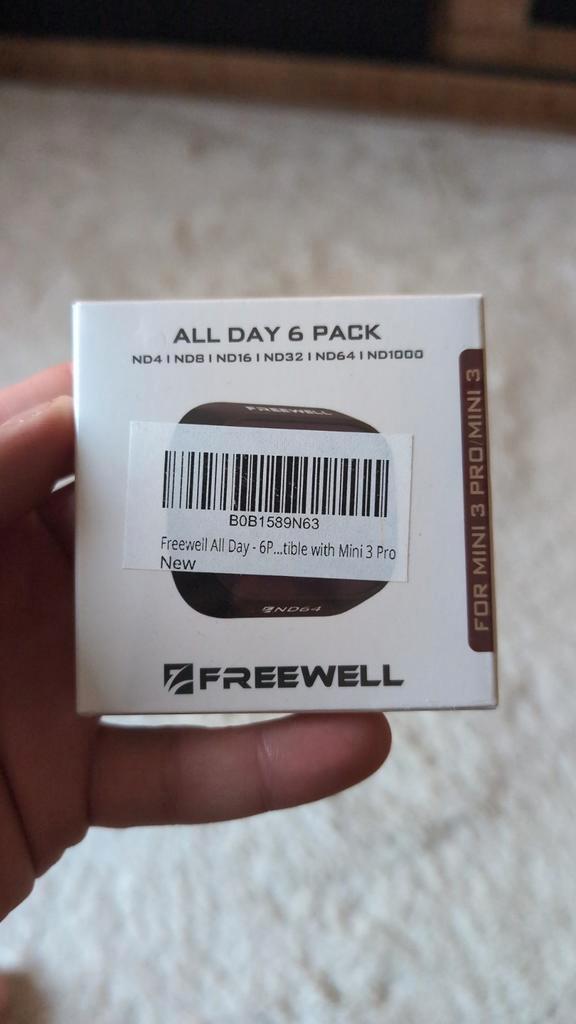 ALL DAY 6 PACK
ND4 | ND8 | ND16 | ND32 | ND64 | ND1000
FREEWELL
B0B1589N63
Freewell All Day - 6P...tible with Mini 3 Pro
New
ND64
FREEWELL
FOR MINI 3 PRO/MINI 3